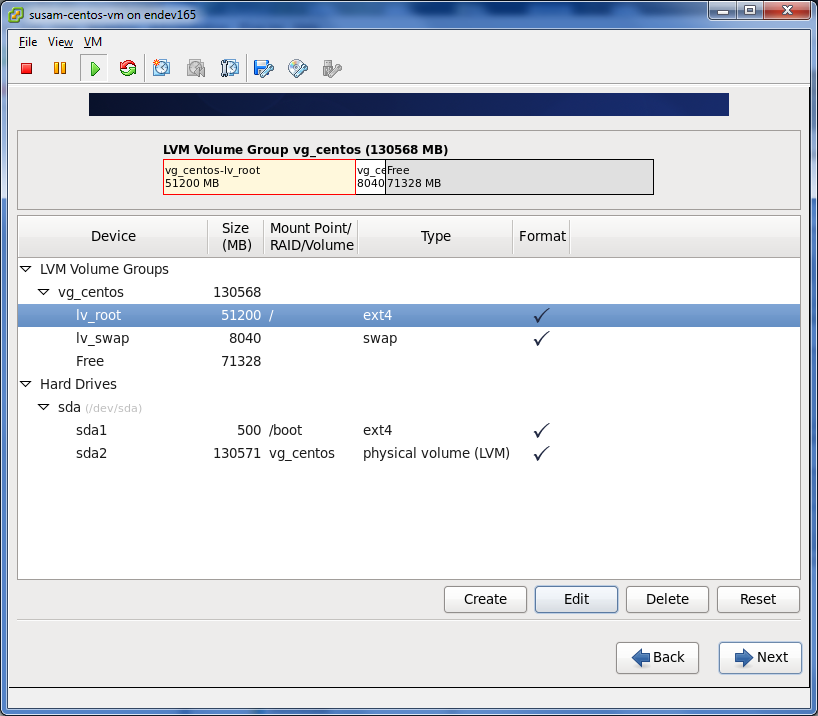 susam-centos-vm on endev165
File View VM
LVM Volume Group vg_centos (130568 MB)
vg_centos-lv_root vg_ce Free
51200 MB 8040 71328 MB
Device Size (MB) Mount Point/ RAID/Volume Type Format
LVM Volume Groups
vg_centos 130568
lv_root 51200 / ext4 ✓
lv_swap 8040 swap ✓
Free 71328
Hard Drives
sda (/dev/sda)
sda1 500 /boot ext4 ✓
sda2 130571 vg_centos physical volume (LVM) ✓
Create Edit Delete Reset
Back Next